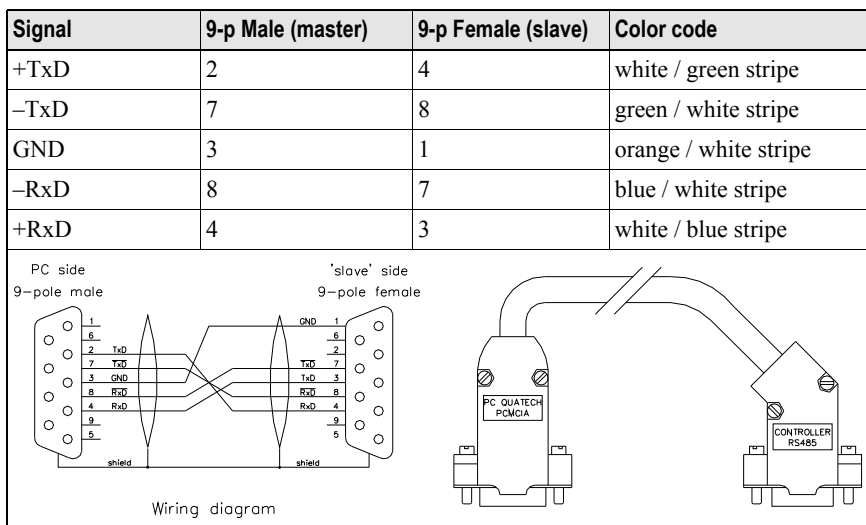 Signal 9-p Male (master) 9-p Female (slave) Color code
+TxD 2 4 white / green stripe
–TxD 7 8 green / white stripe
GND 3 1 orange / white stripe
–RxD 8 7 blue / white stripe
+RxD 4 3 white / blue stripe
PC side
9-pole male
'slave' side
9-pole female
1 GND 1
6 6
2 TxD 2
7 TxD TxD 7
3 GND TxD 3
8 RxD RxD 8
4 RxD RxD 4
9 9
5 5
shield shield
Wiring diagram
PC QUATECH
PCMCIA
CONTROLLER
RS485